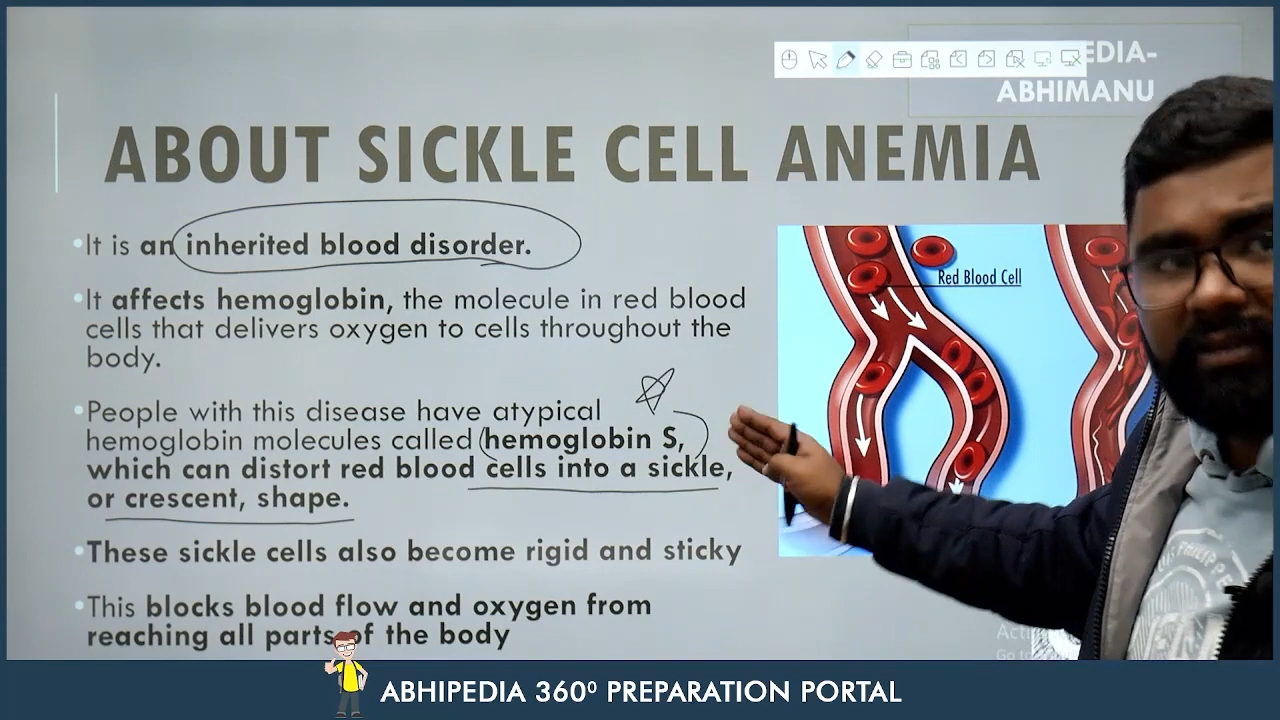 EDIA-
ABHIMANU
ABOUT SICKLE CELL ANEMIA
•It is an inherited blood disorder.
•It affects hemoglobin, the molecule in red blood
cells that delivers oxygen to cells throughout the
body.
•People with this disease have atypical
hemoglobin molecules called hemoglobin S,
which can distort red blood cells into a sickle,
or crescent, shape.
•These sickle cells also become rigid and sticky
•This blocks blood flow and oxygen from
reaching all parts of the body
Red Blood Cell
ABHIPEDIA 360⁰ PREPARATION PORTAL